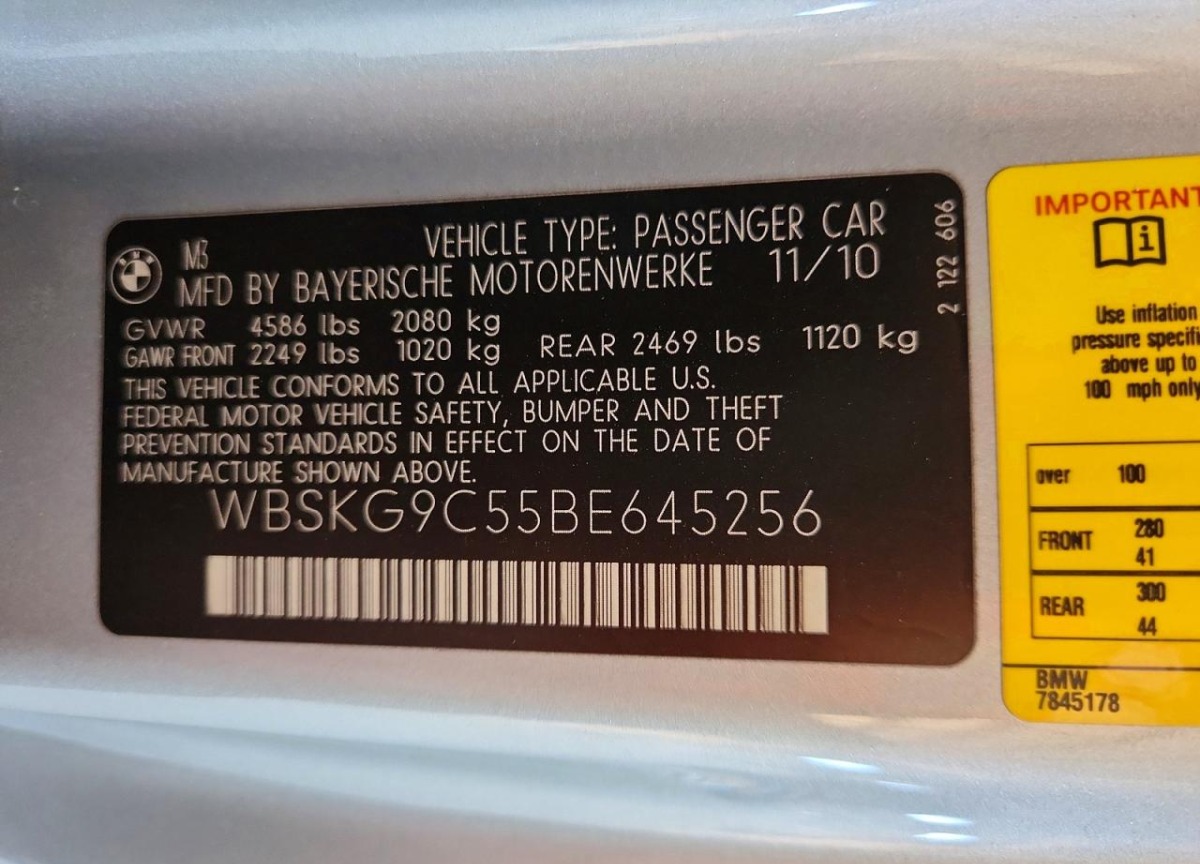 BMW
M3
VEHICLE TYPE: PASSENGER CAR
MFD BY BAYERISCHE MOTORENWERKE 11/10
GVWR 4586 lbs 2080 kg
GAWR FRONT 2249 lbs 1020 kg REAR 2469 lbs 1120 kg
THIS VEHICLE CONFORMS TO ALL APPLICABLE U.S.
FEDERAL MOTOR VEHICLE SAFETY, BUMPER AND THEFT
PREVENTION STANDARDS IN EFFECT ON THE DATE OF
MANUFACTURE SHOWN ABOVE.
WBSKG9C55BE645256
2 122 606
IMPORTANT
i
Use inflation
pressure specifi
above up to
100 mph only
over 100
FRONT 280
41
REAR 300
44
BMW
7845178